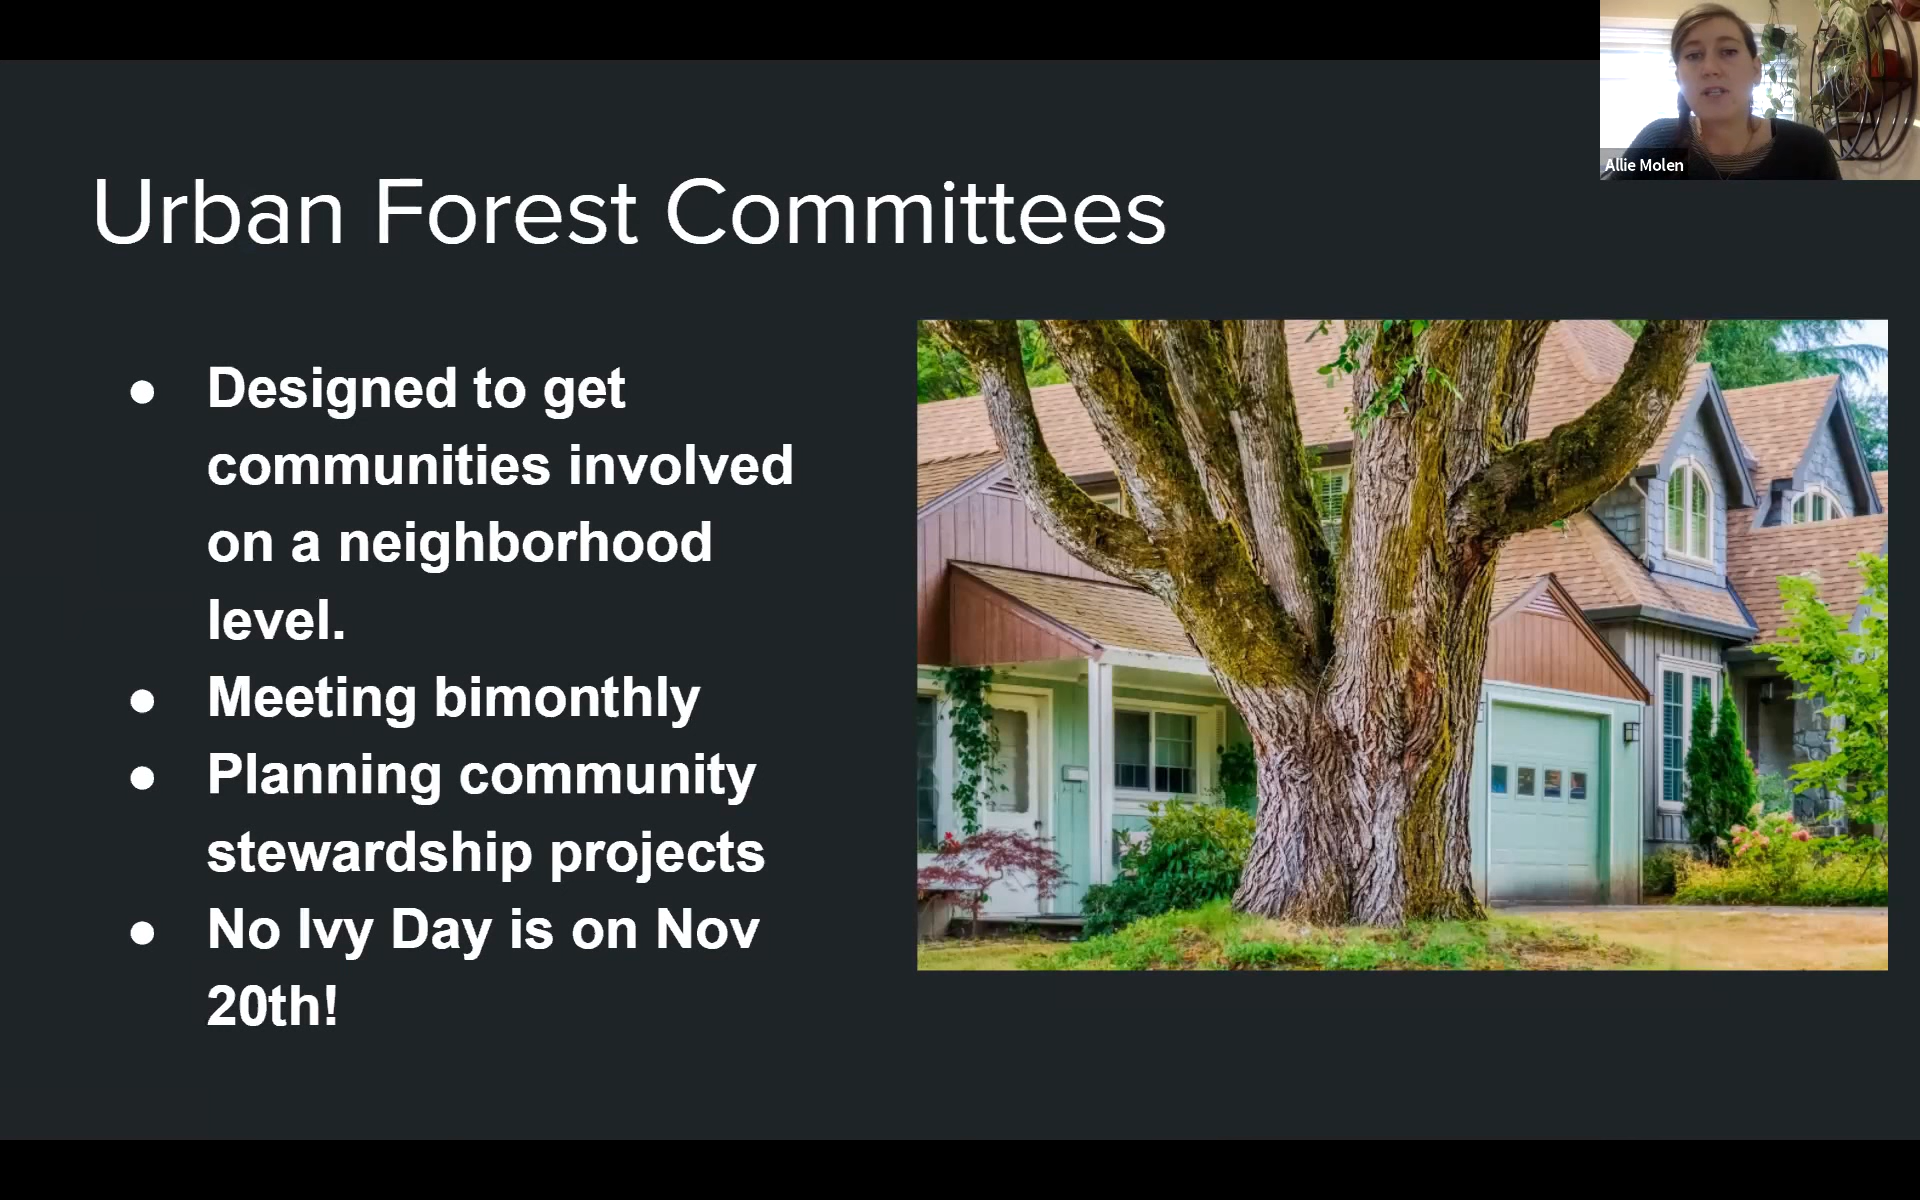 Allie Molen
Urban Forest Committees
● Designed to get
communities involved
on a neighborhood
level.
● Meeting bimonthly
● Planning community
stewardship projects
● No Ivy Day is on Nov
20th!